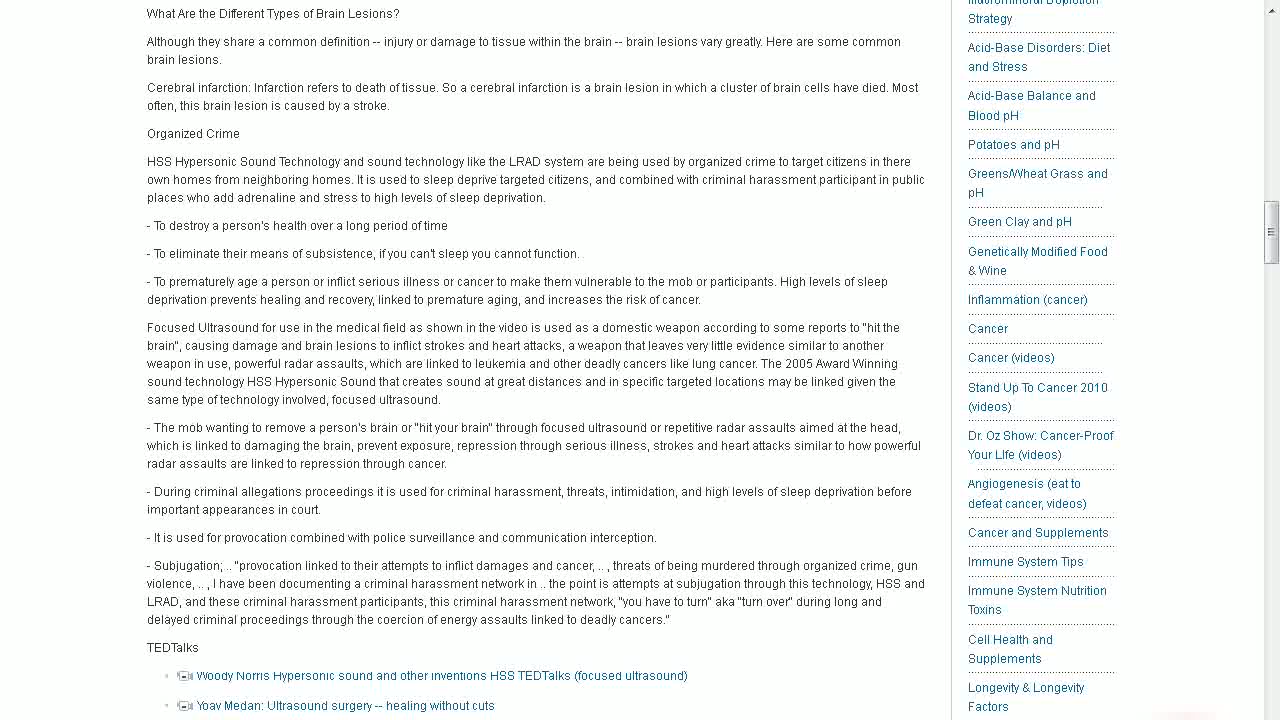 What Are the Different Types of Brain Lesions?
Although they share a common definition -- injury or damage to tissue within the brain -- brain lesions vary greatly. Here are some common
brain lesions.
Cerebral infarction: Infarction refers to death of tissue. So a cerebral infarction is a brain lesion in which a cluster of brain cells have died. Most
often, this brain lesion is caused by a stroke.
Organized Crime
HSS Hypersonic Sound Technology and sound technology like the LRAD system are being used by organized crime to target citizens in there
own homes from neighboring homes. It is used to sleep deprive targeted citizens, and combined with criminal harassment participant in public
places who add adrenaline and stress to high levels of sleep deprivation.
- To destroy a person's health over a long period of time
- To eliminate their means of subsistence, if you can't sleep you cannot function.
- To prematurely age a person or inflict serious illness or cancer to make them vulnerable to the mob or participants. High levels of sleep
deprivation prevents healing and recovery, linked to premature aging, and increases the risk of cancer.
Focused Ultrasound for use in the medical field as shown in the video is used as a domestic weapon according to some reports to "hit the
brain", causing damage and brain lesions to inflict strokes and heart attacks, a weapon that leaves very little evidence similar to another
weapon in use, powerful radar assaults, which are linked to leukemia and other deadly cancers like lung cancer. The 2005 Award Winning
sound technology HSS Hypersonic Sound that creates sound at great distances and in specific targeted locations may be linked given the
same type of technology involved, focused ultrasound.
- The mob wanting to remove a person's brain or "hit your brain" through focused ultrasound or repetitive radar assaults aimed at the head,
which is linked to damaging the brain, prevent exposure, repression through serious illness, strokes and heart attacks similar to how powerful
radar assaults are linked to repression through cancer.
- During criminal allegations proceedings it is used for criminal harassment, threats, intimidation, and high levels of sleep deprivation before
important appearances in court.
- It is used for provocation combined with police surveillance and communication interception.
- Subjugation, .. "provocation linked to their attempts to inflict damages and cancer, .. , threats of being murdered through organized crime, gun
violence, .. , I have been documenting a criminal harassment network in .. the point is attempts at subjugation through this technology, HSS and
LRAD, and these criminal harassment participants, this criminal harassment network, "you have to turn" aka "turn over" during long and
delayed criminal proceedings through the coercion of energy assaults linked to deadly cancers."
TEDTalks
Woody Norris Hypersonic sound and other inventions HSS TEDTalks (focused ultrasound)
Yoav Medan: Ultrasound surgery -- healing without cuts
Strategy
Acid-Base Disorders: Diet
and Stress
Acid-Base Balance and
Blood pH
Potatoes and pH
Greens/Wheat Grass and
pH
Green Clay and pH
Genetically Modified Food
& Wine
Inflammation (cancer)
Cancer
Cancer (videos)
Stand Up To Cancer 2010
(videos)
Dr. Oz Show: Cancer-Proof
Your LIfe (videos)
Angiogenesis (eat to
defeat cancer, videos)
Cancer and Supplements
Immune System Tips
Immune System Nutrition
Toxins
Cell Health and
Supplements
Longevity & Longevity
Factors